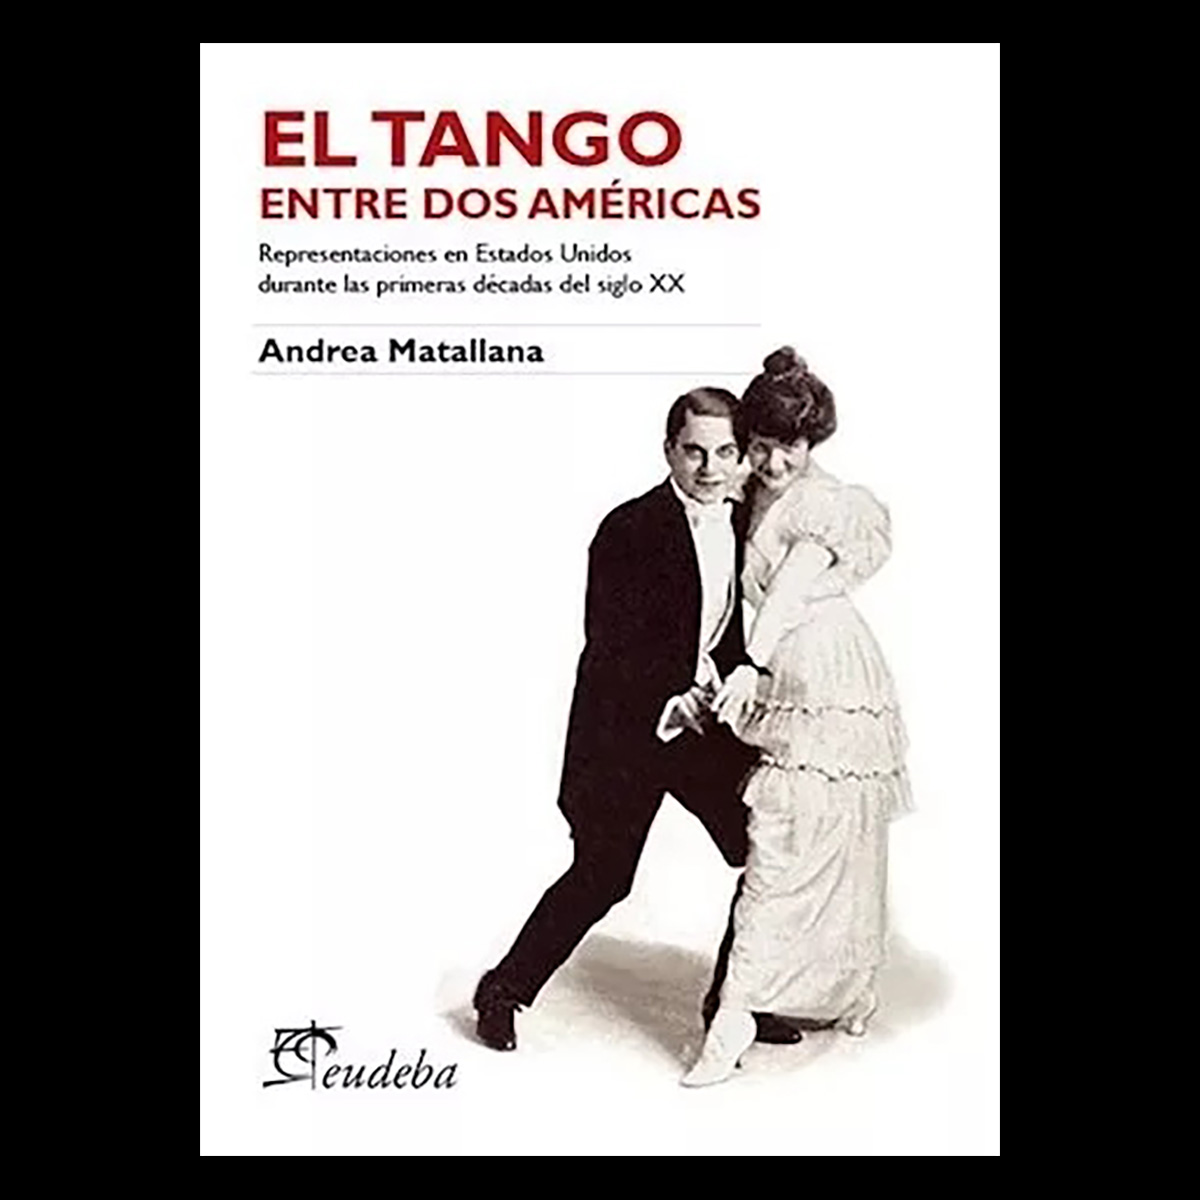 EL TANGO
ENTRE DOS AMÉRICAS
Representaciones en Estados Unidos
durante las primeras décadas del siglo XX
Andrea Matallana
eudeba